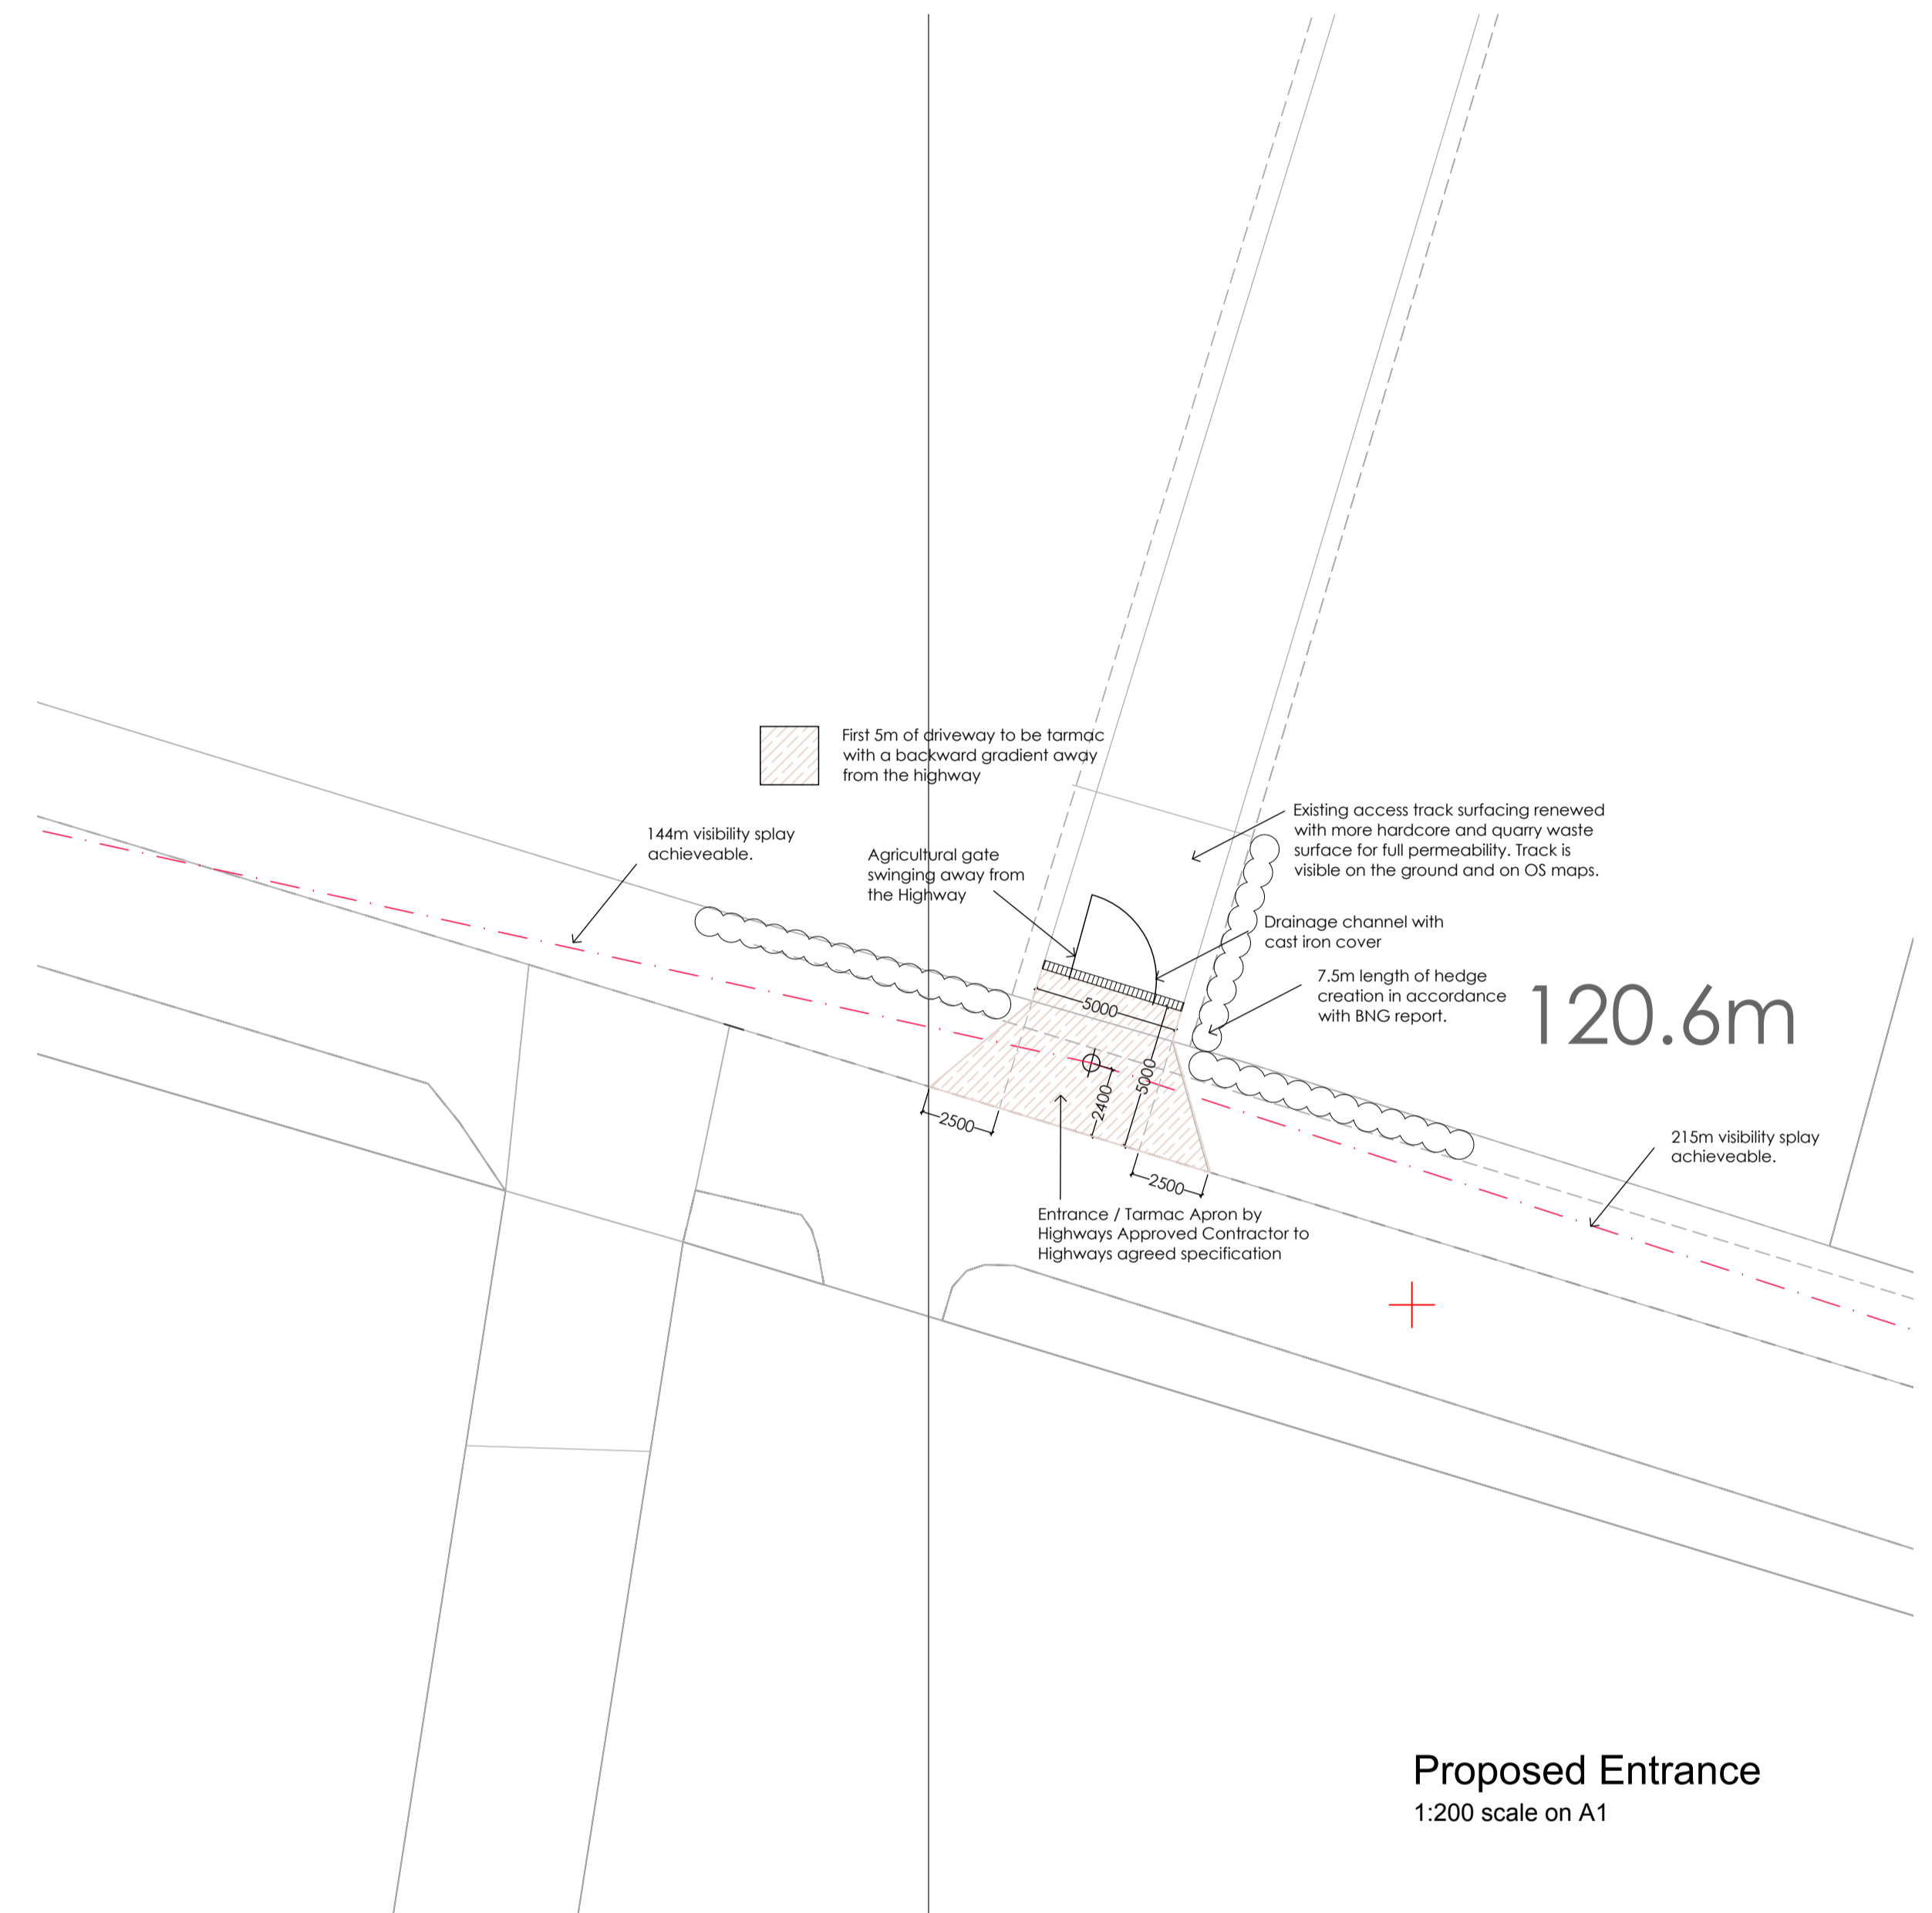 First 5m of driveway to be tarmac
with a backward gradient away
from the highway
144m visibility splay
achieveable.
Agricultural gate
swinging away from
the Highway
Existing access track surfacing renewed
with more hardcore and quarry waste
surface for full permeability. Track is
visible on the ground and on OS maps.
Drainage channel with
cast iron cover
7.5m length of hedge
creation in accordance
with BNG report.
120.6m
5000
5000
2400
2500
2500
215m visibility splay
achieveable.
Entrance / Tarmac Apron by
Highways Approved Contractor to
Highways agreed specification
Proposed Entrance
1:200 scale on A1